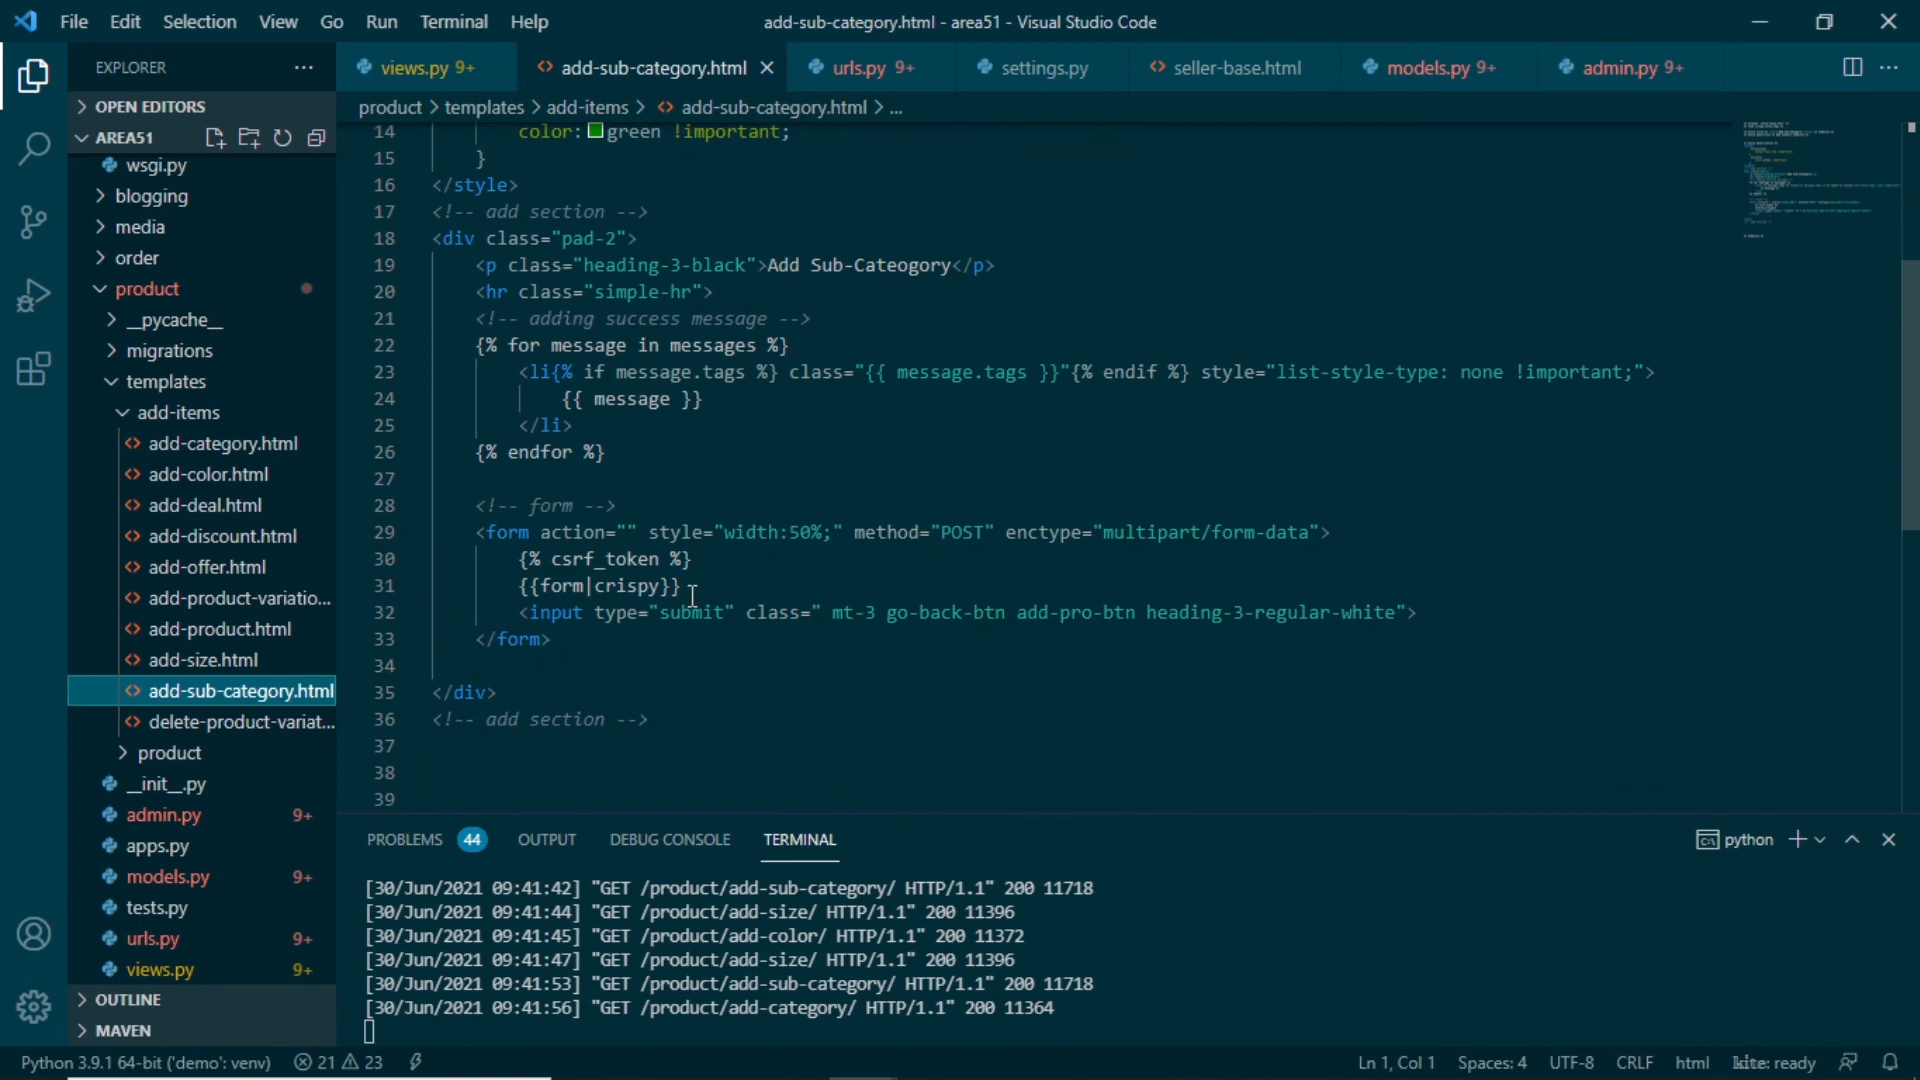 File Edit Selection View Go Run Terminal Help
add-sub-category.html - area51 - Visual Studio Code
EXPLORER
OPEN EDITORS
AREA51
wsgi.py
blogging
media
order
product
__pycache__
migrations
templates
add-items
add-category.html
add-color.html
add-deal.html
add-discount.html
add-offer.html
add-product-variatio...
add-product.html
add-size.html
add-sub-category.html
delete-product-variat...
product
__init__.py
admin.py 9+
apps.py
models.py 9+
tests.py
urls.py 9+
views.py 9+
OUTLINE
MAVEN
views.py 9+ add-sub-category.html urls.py 9+ settings.py seller-base.html models.py 9+ admin.py 9+
product > templates > add-items > add-sub-category.html > ...
14 color: green !important;
15 }
16 </style>
17 <!-- add section -->
18 <div class="pad-2">
19 <p class="heading-3-black">Add Sub-Cateogory</p>
20 <hr class="simple-hr">
21 <!-- adding success message -->
22 {% for message in messages %}
23 <li{% if message.tags %} class="{{ message.tags }}"{% endif %} style="list-style-type: none !important;">
24 {{ message }}
25 </li>
26 {% endfor %}
27
28 <!-- form -->
29 <form action="" style="width:50%;" method="POST" enctype="multipart/form-data">
30 {% csrf_token %}
31 {{form|crispy}}
32 <input type="submit" class=" mt-3 go-back-btn add-pro-btn heading-3-regular-white">
33 </form>
34
35 </div>
36 <!-- add section -->
37
38
39
PROBLEMS 44 OUTPUT DEBUG CONSOLE TERMINAL
python
[30/Jun/2021 09:41:42] "GET /product/add-sub-category/ HTTP/1.1" 200 11718
[30/Jun/2021 09:41:44] "GET /product/add-size/ HTTP/1.1" 200 11396
[30/Jun/2021 09:41:45] "GET /product/add-color/ HTTP/1.1" 200 11372
[30/Jun/2021 09:41:47] "GET /product/add-size/ HTTP/1.1" 200 11396
[30/Jun/2021 09:41:53] "GET /product/add-sub-category/ HTTP/1.1" 200 11718
[30/Jun/2021 09:41:56] "GET /product/add-category/ HTTP/1.1" 200 11364
Python 3.9.1 64-bit ('demo': venv) 21 23
Ln 1, Col 1 Spaces: 4 UTF-8 CRLF html kite: ready